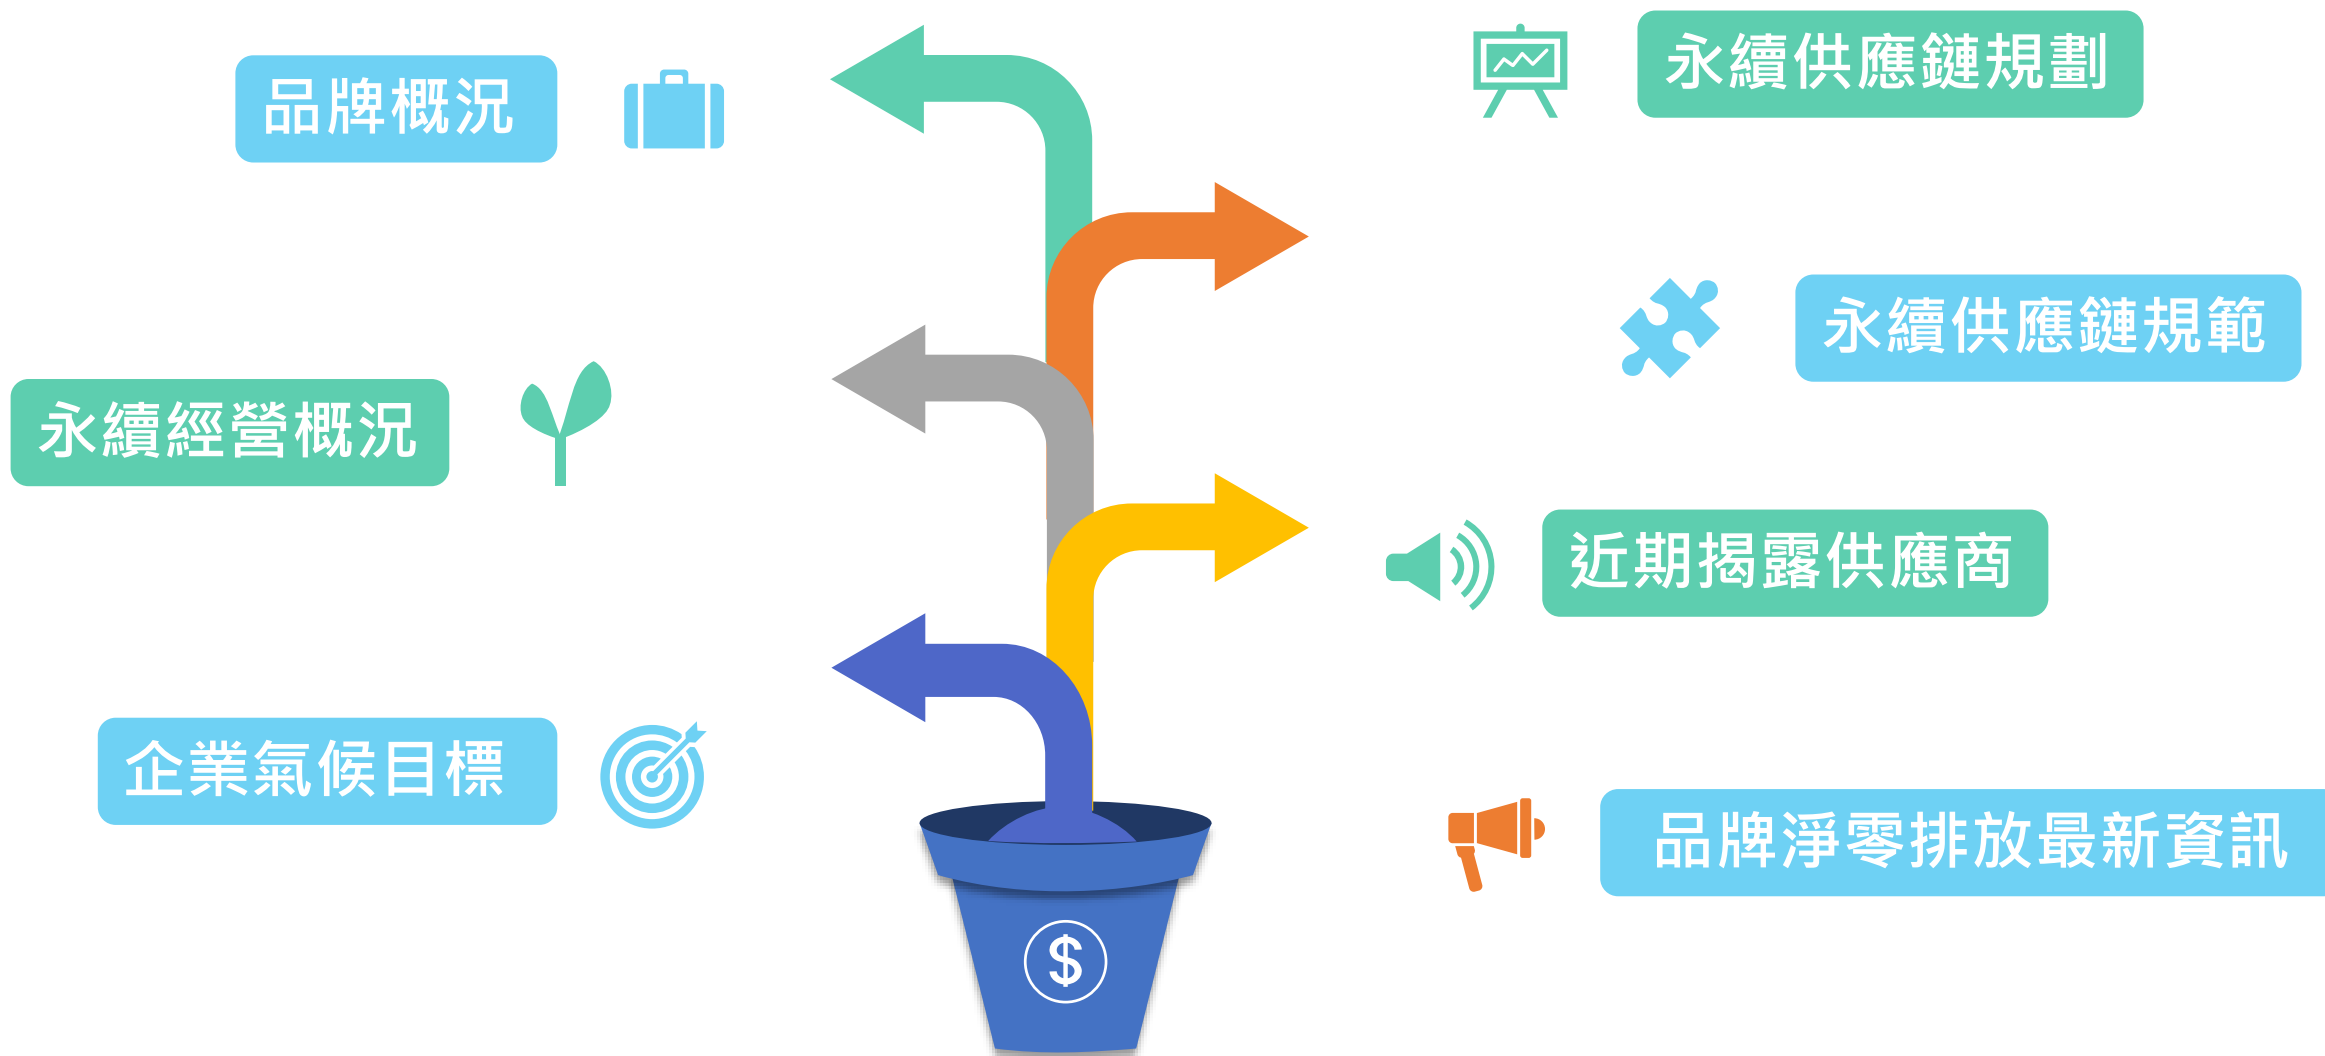 品牌概況
永續經營概況
企業氣候目標
永續供應鏈規劃
永續供應鏈規範
近期揭露供應商
品牌淨零排放最新資訊
$